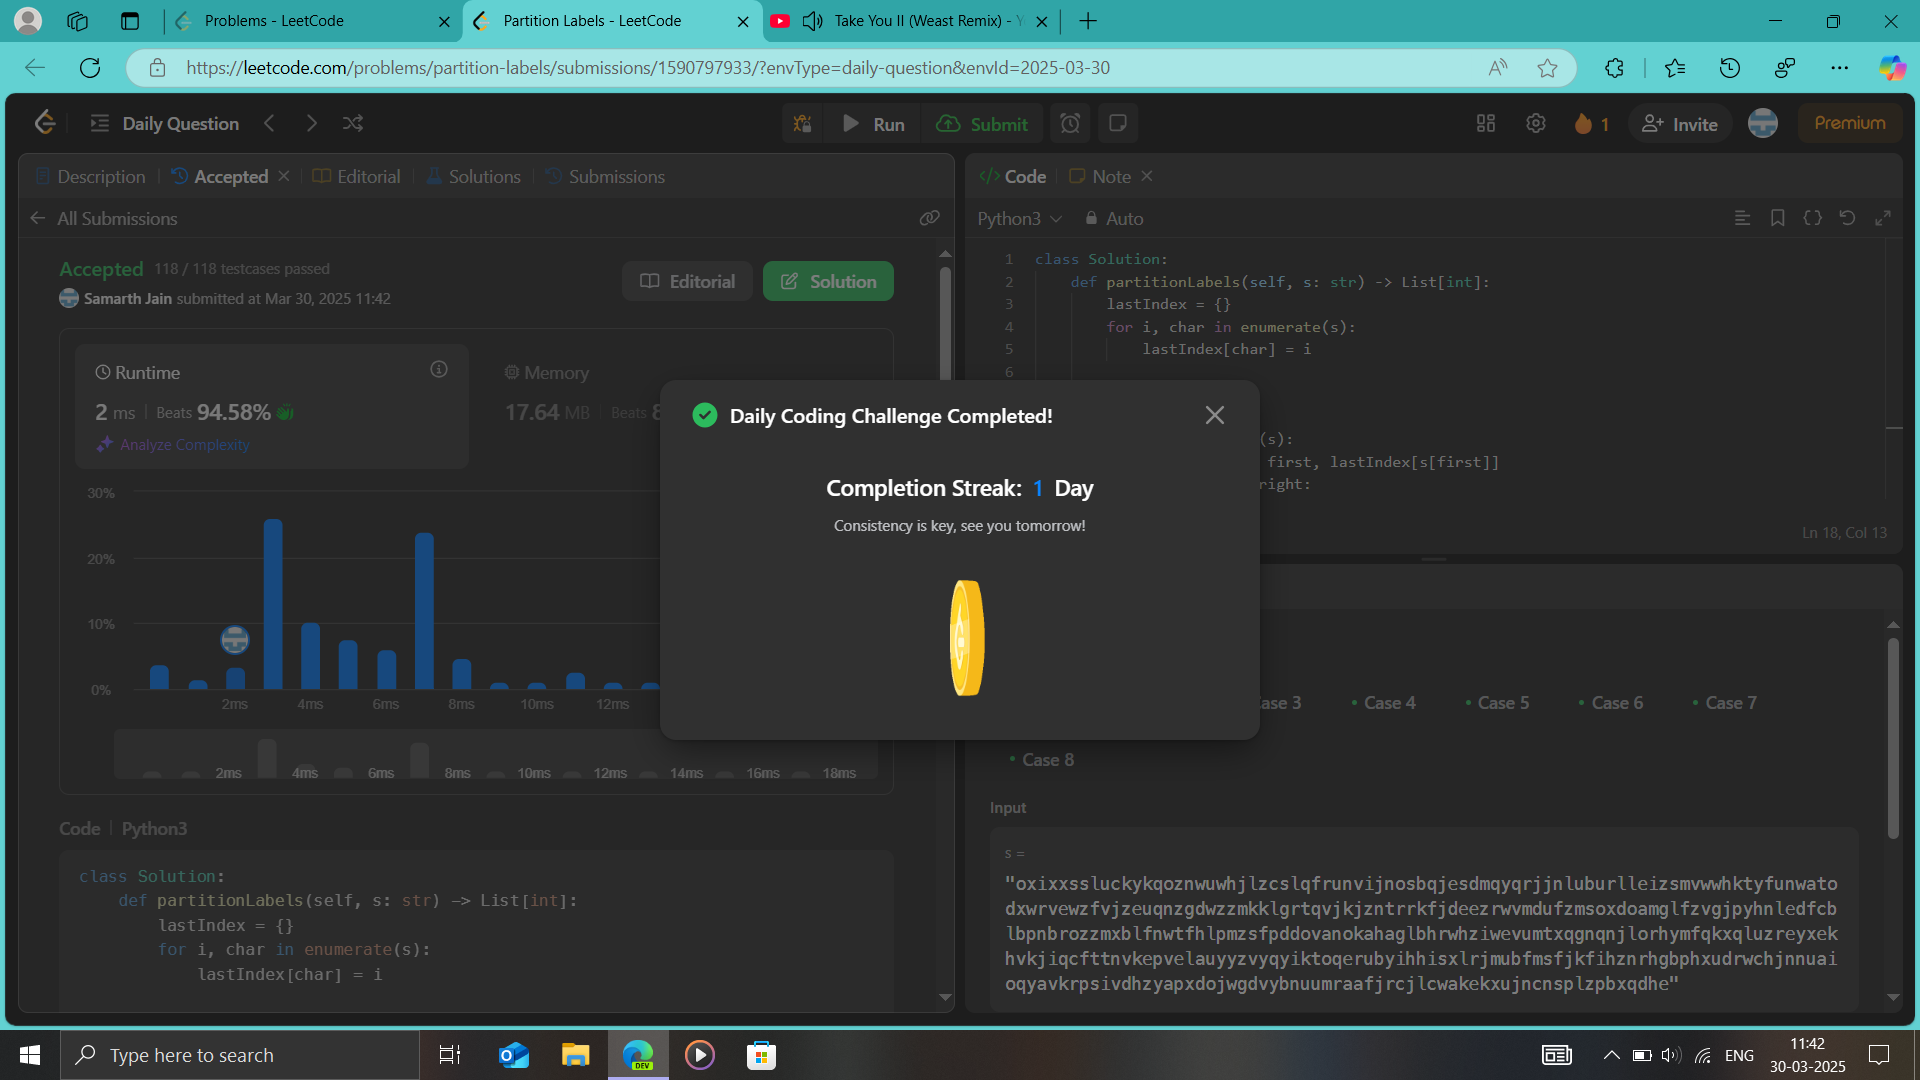 Problems - LeetCode
Partition Labels - LeetCode
Take You II (Weast Remix) - Y
https://leetcode.com/problems/partition-labels/submissions/1590797933/?envType=daily-question&envId=2025-03-30
Daily Question
Run
Submit
1
Invite
Premium
Description
Accepted
Editorial
Solutions
Submissions
All Submissions
Accepted 118 / 118 testcases passed
Samarth Jain submitted at Mar 30, 2025 11:42
Editorial
Solution
Runtime
2 ms | Beats 94.58%
Analyze Complexity
Memory
17.64 MB | Beats 8
30%
20%
10%
0%
2ms 4ms 6ms 8ms 10ms 12ms
2ms 4ms 6ms 8ms 10ms 12ms 14ms 16ms 18ms
Code | Python3
class Solution:
def partitionLabels(self, s: str) -> List[int]:
lastIndex = {}
for i, char in enumerate(s):
lastIndex[char] = i
Daily Coding Challenge Completed!
Completion Streak: 1 Day
Consistency is key, see you tomorrow!
</> Code
Note
Python3
Auto
1 class Solution:
2 def partitionLabels(self, s: str) -> List[int]:
3 lastIndex = {}
4 for i, char in enumerate(s):
5 lastIndex[char] = i
6
(s):
first, lastIndex[s[first]]
right:
Ln 18, Col 13
ase 3
Case 4
Case 5
Case 6
Case 7
Case 8
Input
s =
"oxixxssluckykqoznwuwhjlzcslqfrunvijnosbqjesdmqyqrjjnluburlleizsmvwwhktyfunwato
dxwrvewzfvjzeuqnzgdwzzmkklgrtqvjkjzntrrkfjdeezrwvmdufzmsoxdoamglfzvgjpyhnledfcb
lbpnbrozzmxblfnwtfhlpmzsfpddovanokahaglbhrwhziwevumtxqgnqnjlorhymfqkxqluzreyxek
hvkjiqcfttnvkepvelauyyzvyqyiktoqerubyihhisxlrjmubfmsfjkfihznrhgbphxudrwchjnnuai
oqyavkrpsivdhzyapxdojwgdvybnuumraafjrcjlcwakekxujncnsplzpbxqdhe"
Type here to search
DEV
ENG
11:42
30-03-2025